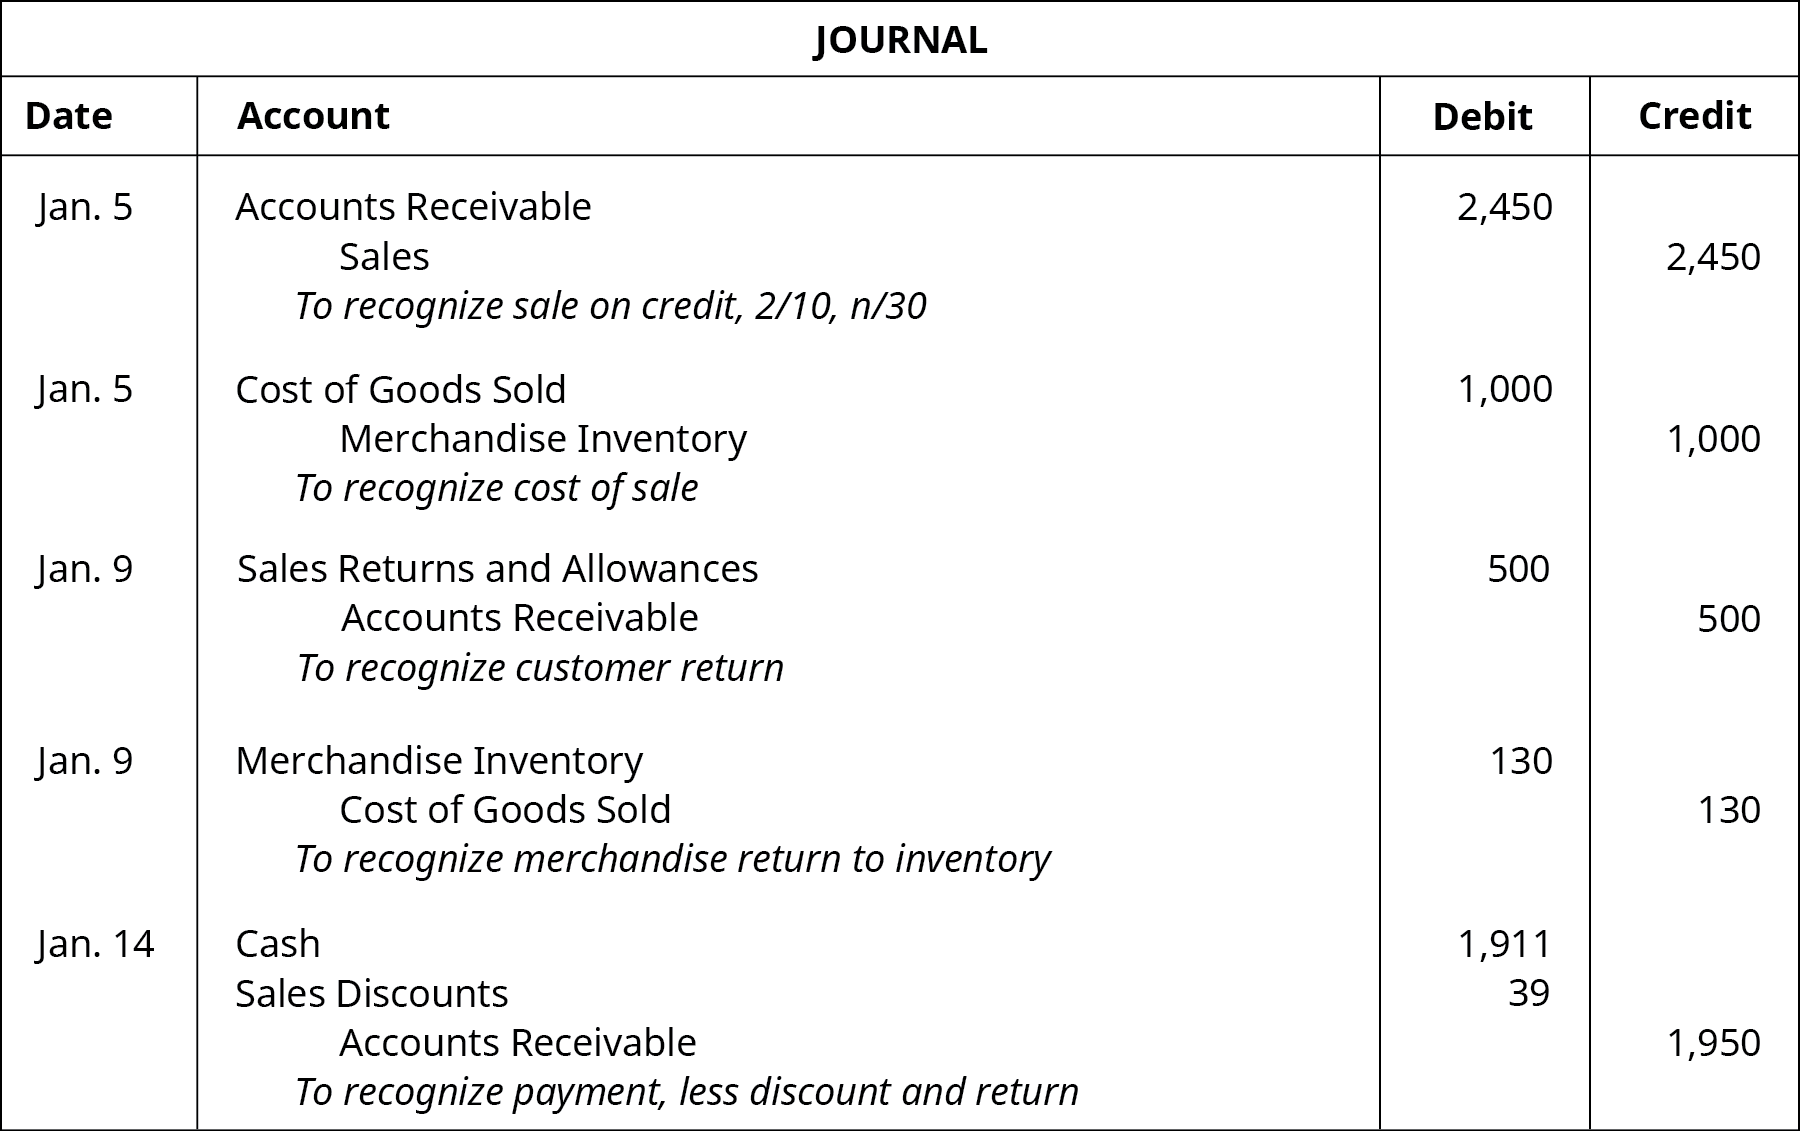 JOURNAL
Date Account Debit Credit
Jan. 5 Accounts Receivable 2,450
Sales 2,450
To recognize sale on credit, 2/10, n/30
Jan. 5 Cost of Goods Sold 1,000
Merchandise Inventory 1,000
To recognize cost of sale
Jan. 9 Sales Returns and Allowances 500
Accounts Receivable 500
To recognize customer return
Jan. 9 Merchandise Inventory 130
Cost of Goods Sold 130
To recognize merchandise return to inventory
Jan. 14 Cash 1,911
Sales Discounts 39
Accounts Receivable 1,950
To recognize payment, less discount and return